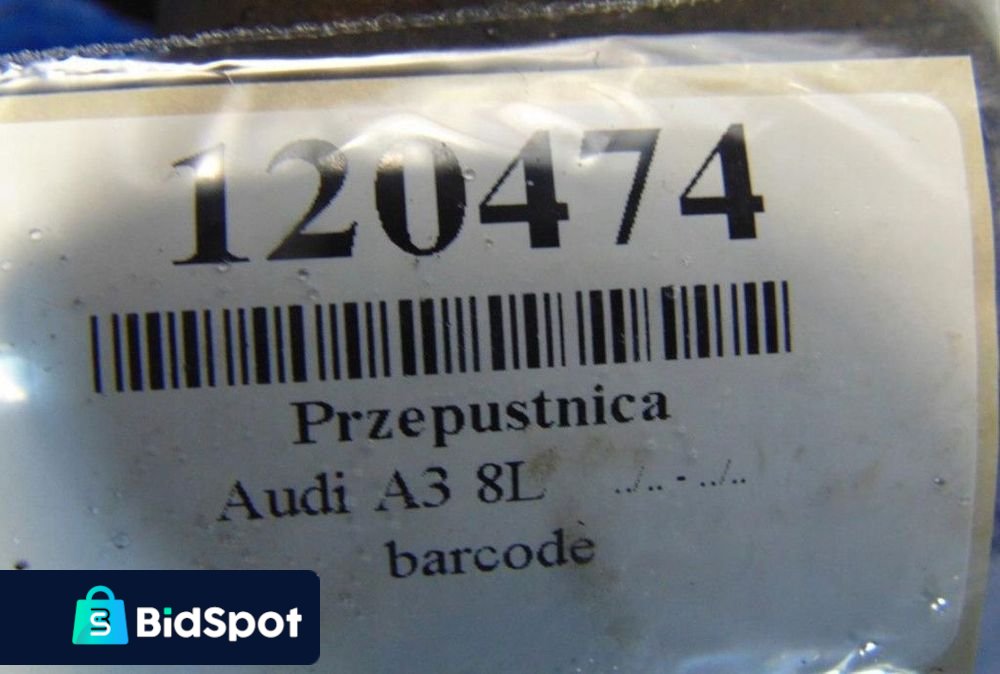 120474
Przepustnica
Audi A3 8L ../.. - ../..
barcode
BidSpot